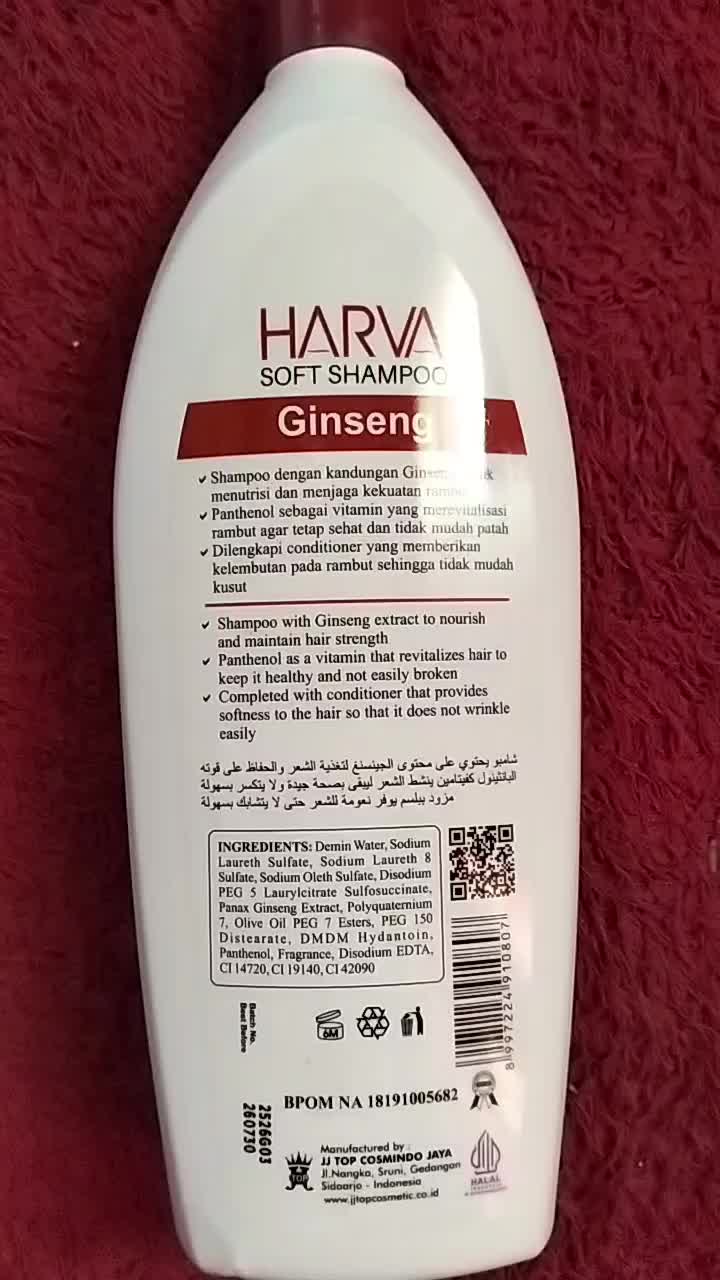 HARVA
SOFT SHAMPOO
Ginseng
Shampoo dengan kandungan
menutrisi dan menjaga kekuatan
Panthenol sebagai vitamin yang merevitalisasi
rambut agar tetap sehat dan tidak mudah patah
Dilengkapi conditioner yang memberikan
kelembutan pada rambut sehingga tidak mudah
kusut
Shampoo with Ginseng extract to nourish
and maintain hair strength
Panthenol as a vitamin that revitalizes hair to
keep it healthy and not easily broken
Completed with conditioner that provides
softness to the hair so that it does not wrinkle
easily
شامبو يحتوي على محتوى الجينسنغ لتغذية الشعر والحفاظ على قوته
البانثينول كفيتامين ينشط الشعر ليبقى بصحة جيدة ولا يتكسر بسهولة
مزود ببلسم يوفر نعومة للشعر حتى لا يتشابك بسهولة
INGREDIENTS: Demin Water, Sodium
Laureth Sulfate, Sodium Laureth 8
Sulfate, Sodium Oleth Sulfate, Disodium
PEG 5 Laurylcitrate Sulfosuccinate,
Panax Ginseng Extract, Polyquaternium
7, Olive Oil PEG 7 Esters, PEG 150
Distearate, DMDM Hydantoin,
Panthenol, Fragrance, Disodium EDTA,
CI 14720, CI 19140, CI 42090
8 997224 910807
Batch No.
Best Before
6M
BPOM NA 18191005682
2526G03
260730
TOP
Manufactured by :
JJ TOP COSMINDO JAYA
Jl.Nangka, Sruni, Gedangan
Sidoarjo - Indonesia
www.jjtopcosmetic.co.id
HALAL
INDONESIA